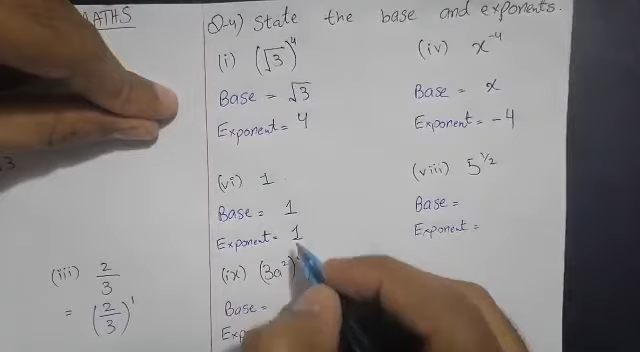 MATHS
Q-4) State the base and exponents.
(i) (√3)^4
Base = √3
Exponent = 4
(iv) x^-4
Base = x
Exponent = -4
(vi) 1
Base = 1
Exponent = 1
(viii) 5^1/2
Base =
Exponent =
3
(iii) 2/3
= (2/3)^1
(ix) (3a^2)
Base =